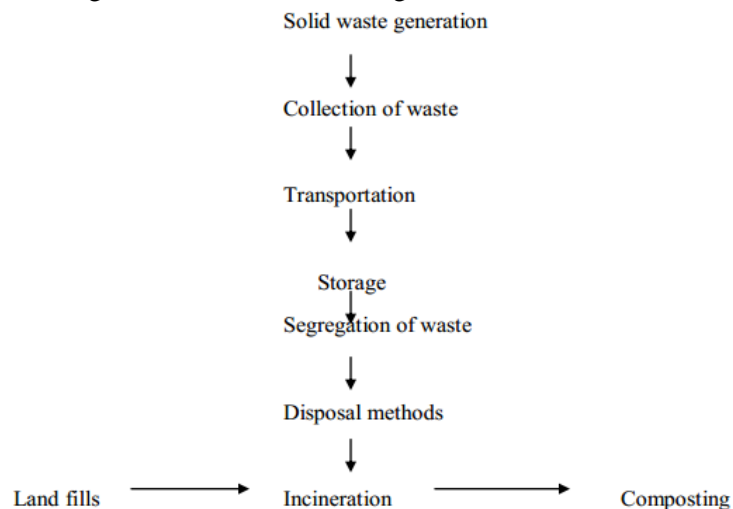 Solid waste generation
Collection of waste
Transportation
Storage
Segregation of waste
Disposal methods
Land fills Incineration Composting